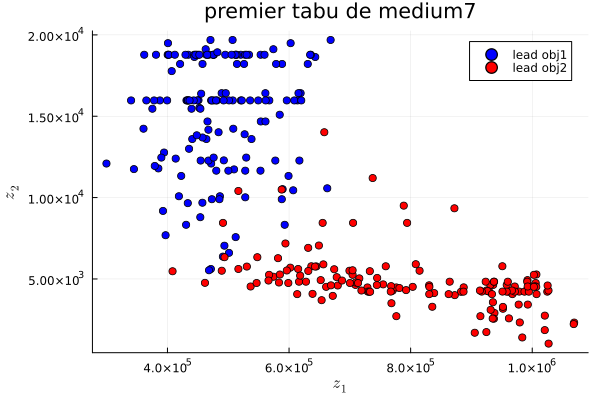 premier tabu de medium7
lead obj1
lead obj2
2.00×10⁴
1.50×10⁴
1.00×10⁴
5.00×10³
z₂
4.0×10⁵
6.0×10⁵
8.0×10⁵
1.0×10⁶
z₁